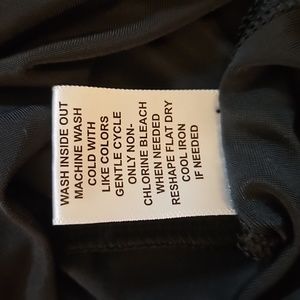 WASH INSIDE OUT
MACHINE WASH
COLD WITH
LIKE COLORS
GENTLE CYCLE
ONLY NON-
CHLORINE BLEACH
WHEN NEEDED
RESHAPE FLAT DRY
COOL IRON
IF NEEDED